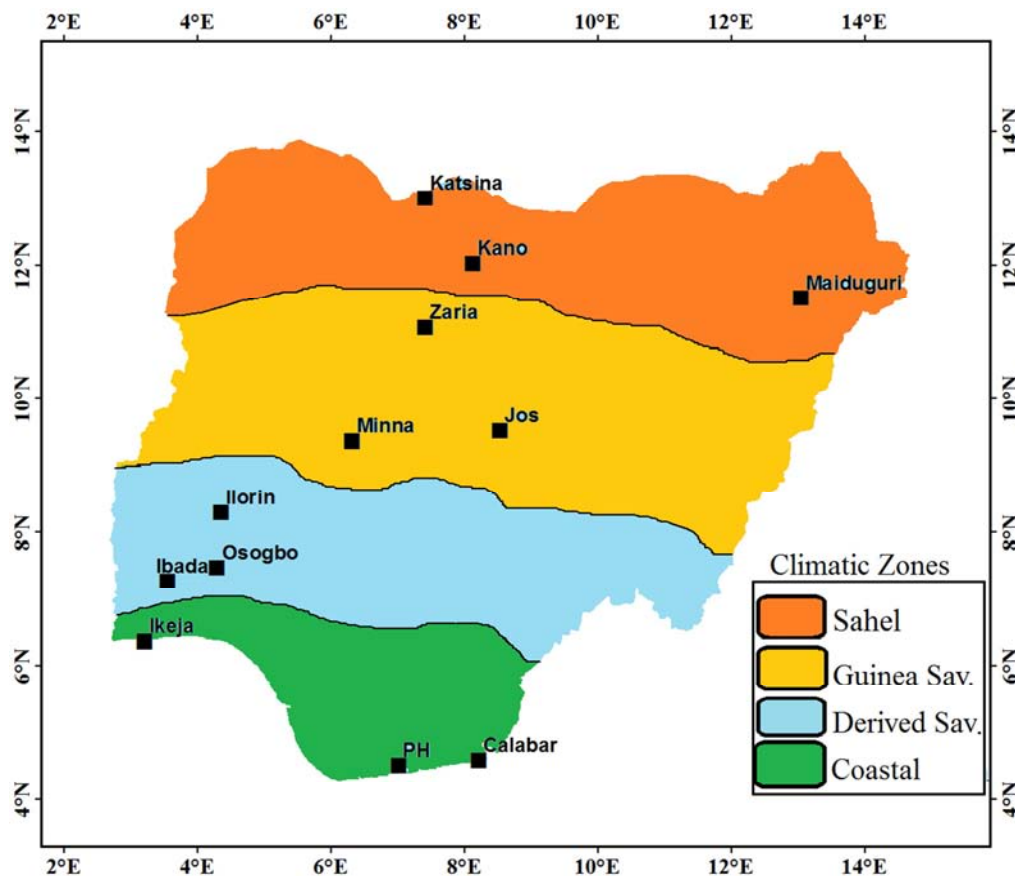 2°E 4°E 6°E 8°E 10°E 12°E 14°E
14°N 14°N
Katsina
Kano
12°N 12°N
Maiduguri
Zaria
10°N 10°N
Jos
Minna
Ilorin
8°N 8°N
Osogbo
Ibada
Climatic Zones
Ikeja
Sahel
6°N 6°N
Guinea Sav.
Derived Sav.
PH
Calabar
Coastal
4°N 4°N
2°E 4°E 6°E 8°E 10°E 12°E 14°E